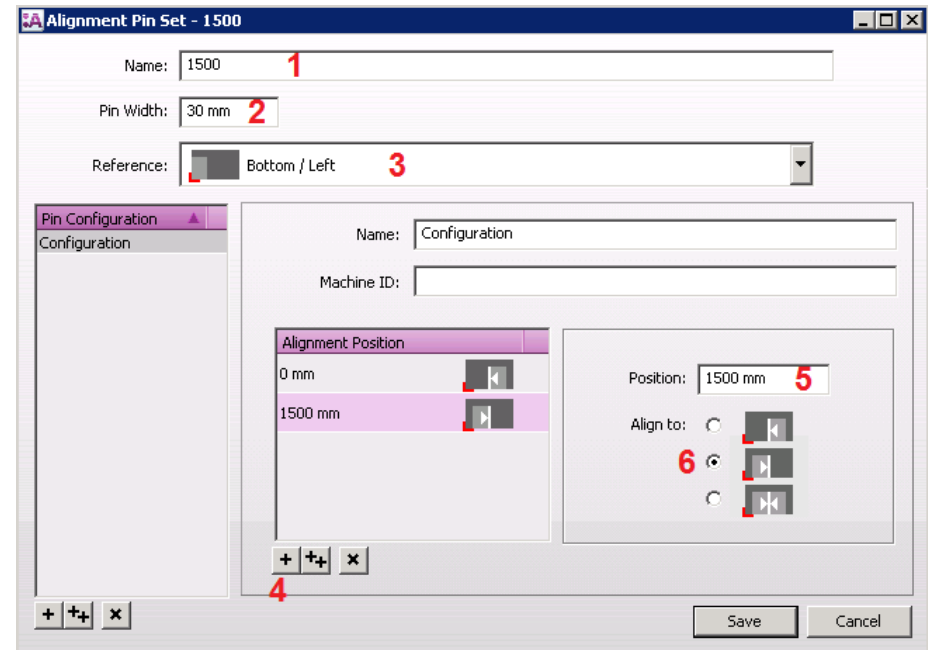 Alignment Pin Set - 1500
Name: 1500 1
Pin Width: 30 mm 2
Reference: Bottom / Left 3
Pin Configuration
Configuration
Name: Configuration
Machine ID:
Alignment Position
0 mm
1500 mm
Position: 1500 mm 5
Align to:
6
4
Save Cancel